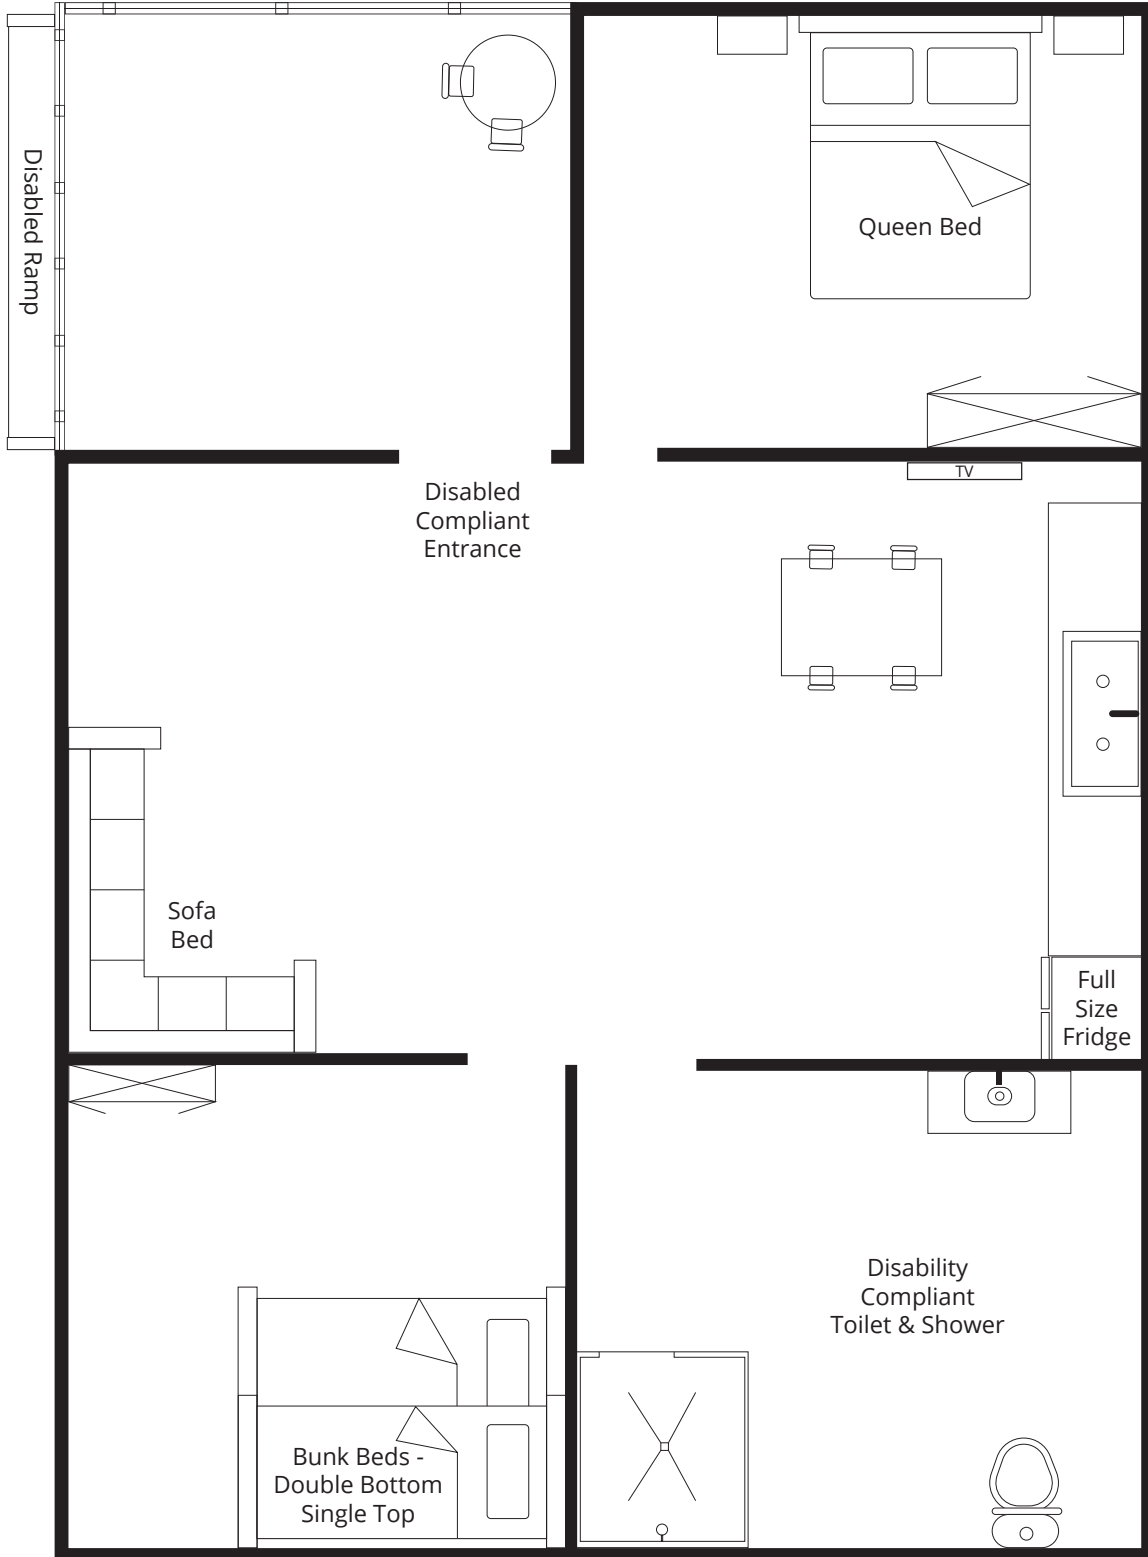 Disabled Ramp
Queen Bed
Disabled
Compliant
Entrance
TV
Sofa
Bed
Full
Size
Fridge
Disability
Compliant
Toilet & Shower
Bunk Beds -
Double Bottom
Single Top